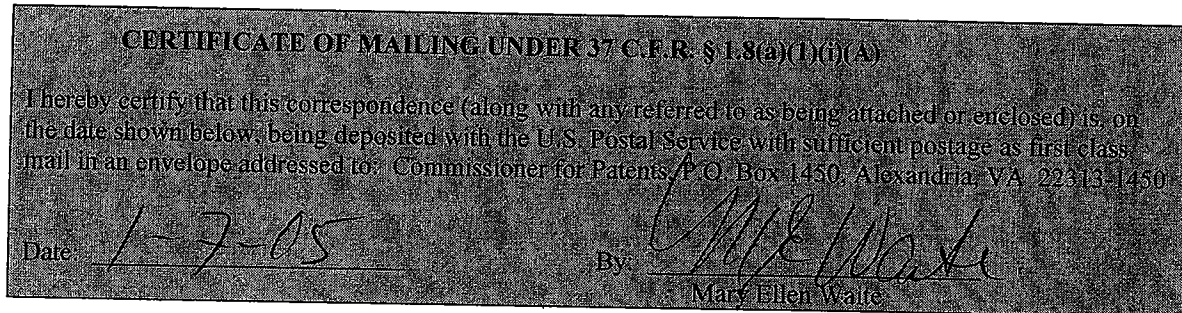 CERTIFICATE OF MAILING UNDER 37 C.F.R. § 1.8(a)(1)(i)(A)
I hereby certify that this correspondence (along with any referred to as being attached or enclosed) is, on
the date shown below, being deposited with the U.S. Postal Service with sufficient postage as first class
mail in an envelope addressed to: Commissioner for Patents, P.O. Box 1450, Alexandria, VA 22313-1450
Date: 1-7-05 By: ME Waite
Mary Ellen Waite